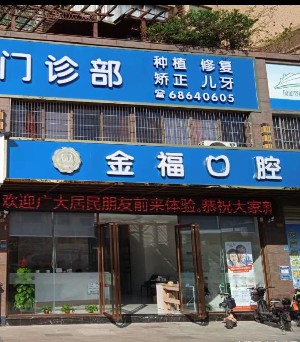 门诊部
种植 修复
矫正 儿牙
☎68640605
金福口腔
欢迎广大居民朋友前来体验.恭祝大家新